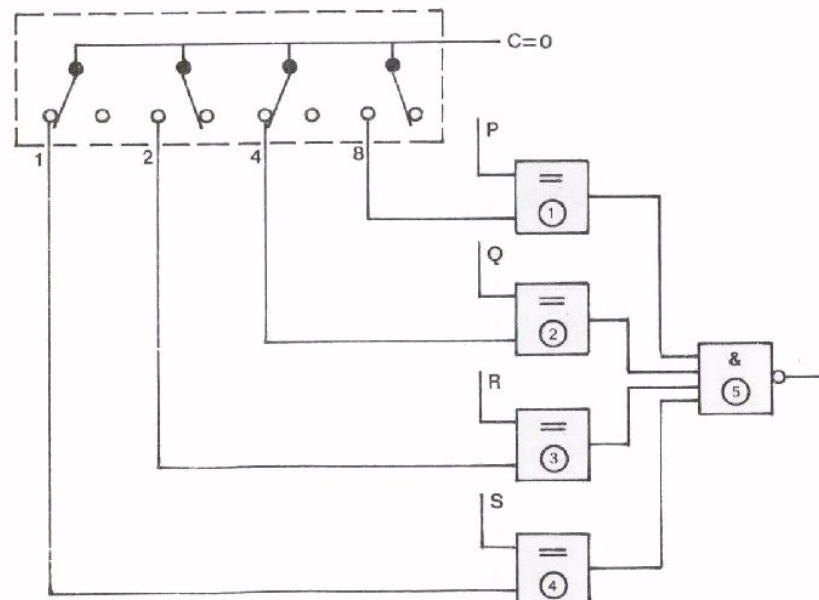 C=0
1 2 4 8
P
=
1
Q
=
2
&
5
R
=
3
S
=
4